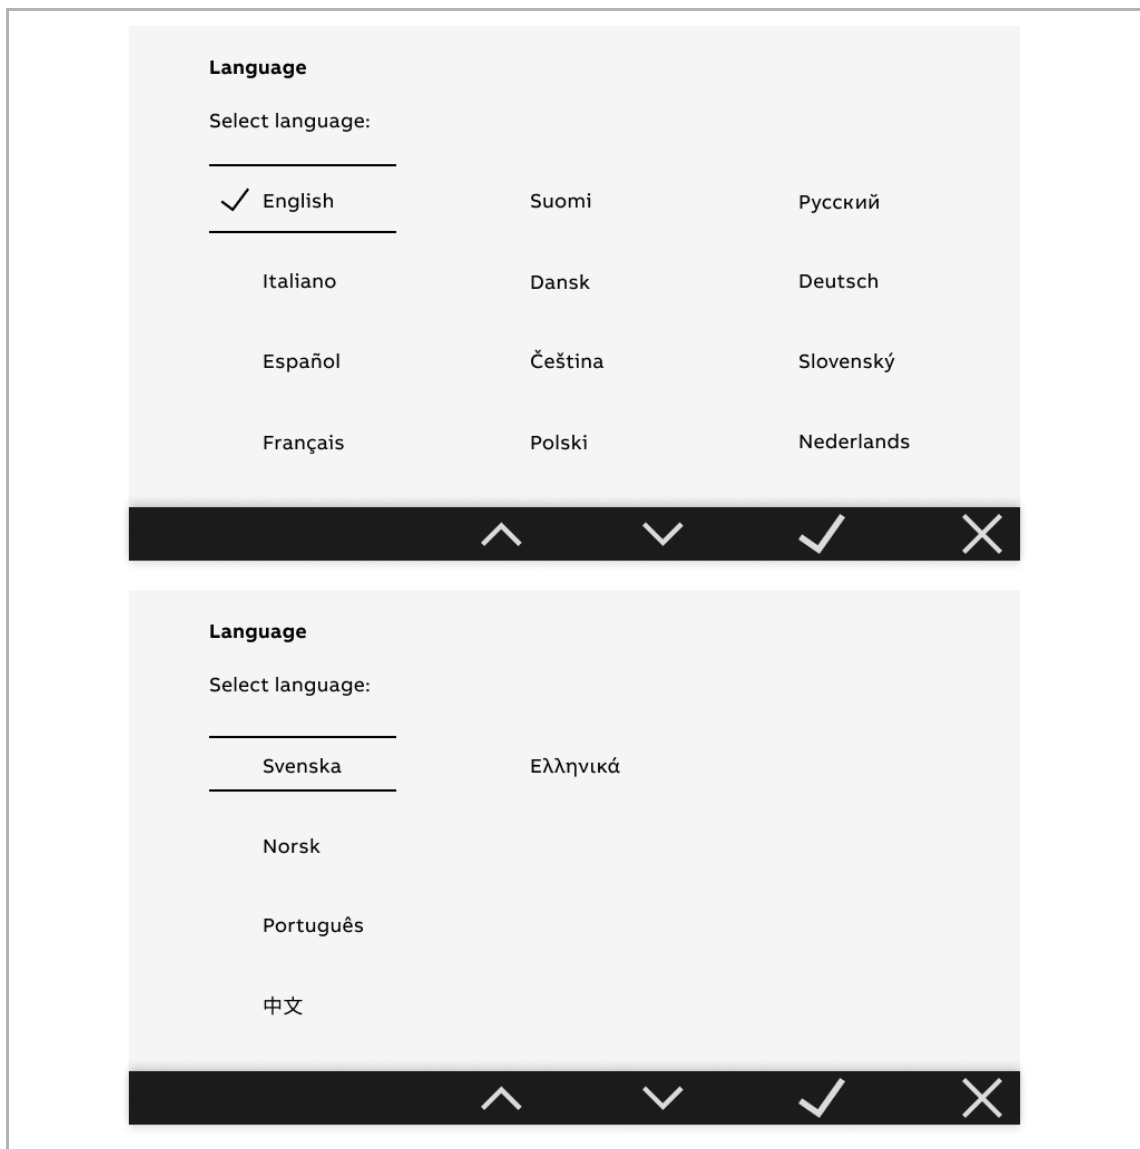 Language
Select language:
English Suomi Русский
Italiano Dansk Deutsch
Español Čeština Slovenský
Français Polski Nederlands
Language
Select language:
Svenska Ελληνικά
Norsk
Português
中文